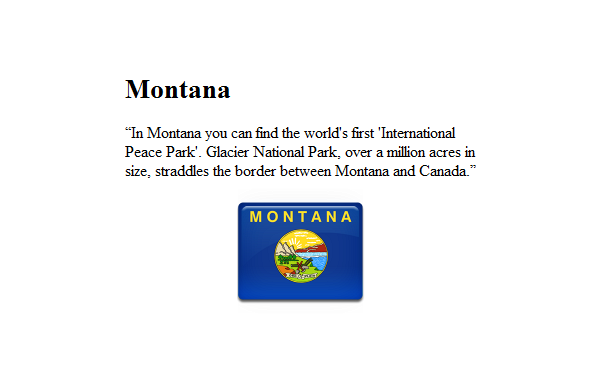 Montana
“In Montana you can find the world's first 'International
Peace Park'. Glacier National Park, over a million acres in
size, straddles the border between Montana and Canada.”
MONTANA